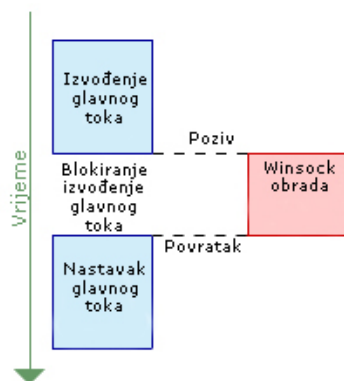 Vrijeme
Izvođenje
glavnog
toka
Poziv
Blokiranje
izvođenje
glavnog
toka
Winsock
obrada
Povratak
Nastavak
glavnog
toka